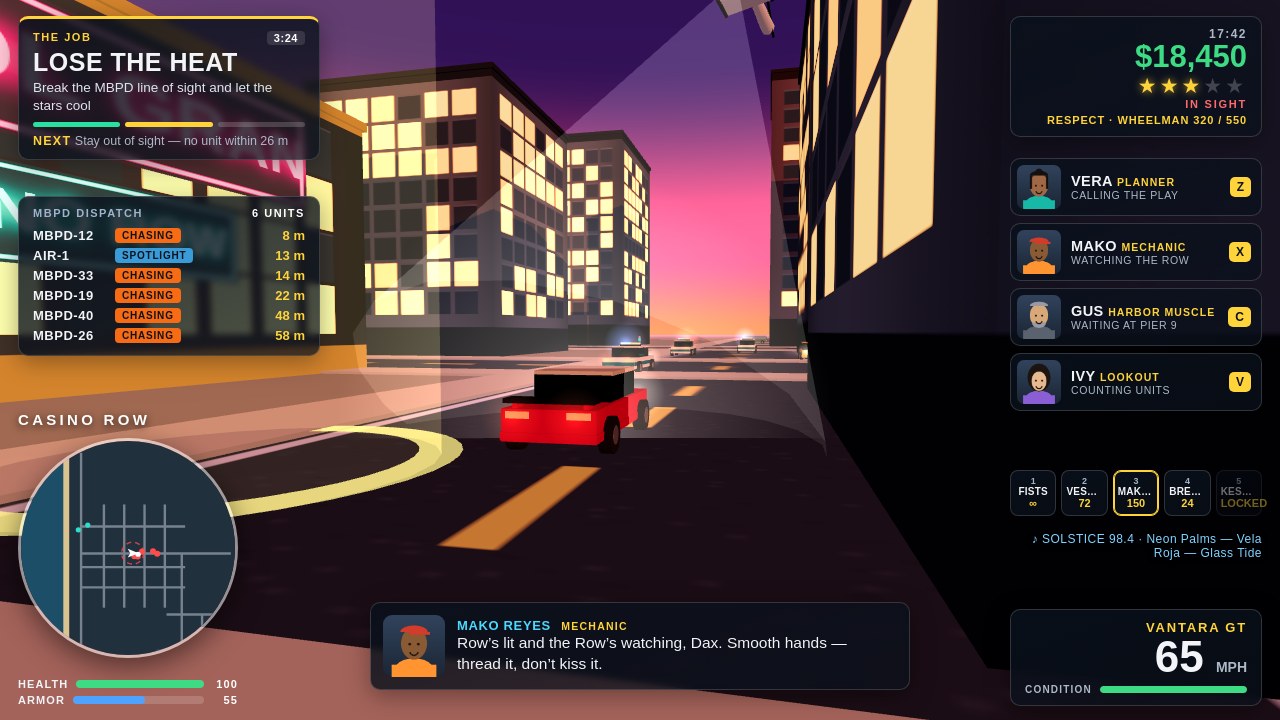 THE JOB 3:24
LOSE THE HEAT
Break the MBPD line of sight and let the
stars cool
NEXT Stay out of sight — no unit within 26 m
MBPD DISPATCH 6 UNITS
MBPD-12 CHASING 8 m
AIR-1 SPOTLIGHT 13 m
MBPD-33 CHASING 14 m
MBPD-19 CHASING 22 m
MBPD-40 CHASING 48 m
MBPD-26 CHASING 58 m
CASINO ROW
HEALTH 100
ARMOR 55
MAKO REYES MECHANIC
Row's lit and the Row's watching, Dax. Smooth hands —
thread it, don't kiss it.
17:42
$18,450
★★★★★
IN SIGHT
RESPECT · WHEELMAN 320 / 550
VERA PLANNER
CALLING THE PLAY
Z
MAKO MECHANIC
WATCHING THE ROW
X
GUS HARBOR MUSCLE
WAITING AT PIER 9
C
IVY LOOKOUT
COUNTING UNITS
V
1 2 3 4 5
FISTS VES… MAK… BRE… KES…
∞ 72 150 24 LOCKED
♪ SOLSTICE 98.4 · Neon Palms — Vela
Roja — Glass Tide
VANTARA GT
65 MPH
CONDITION